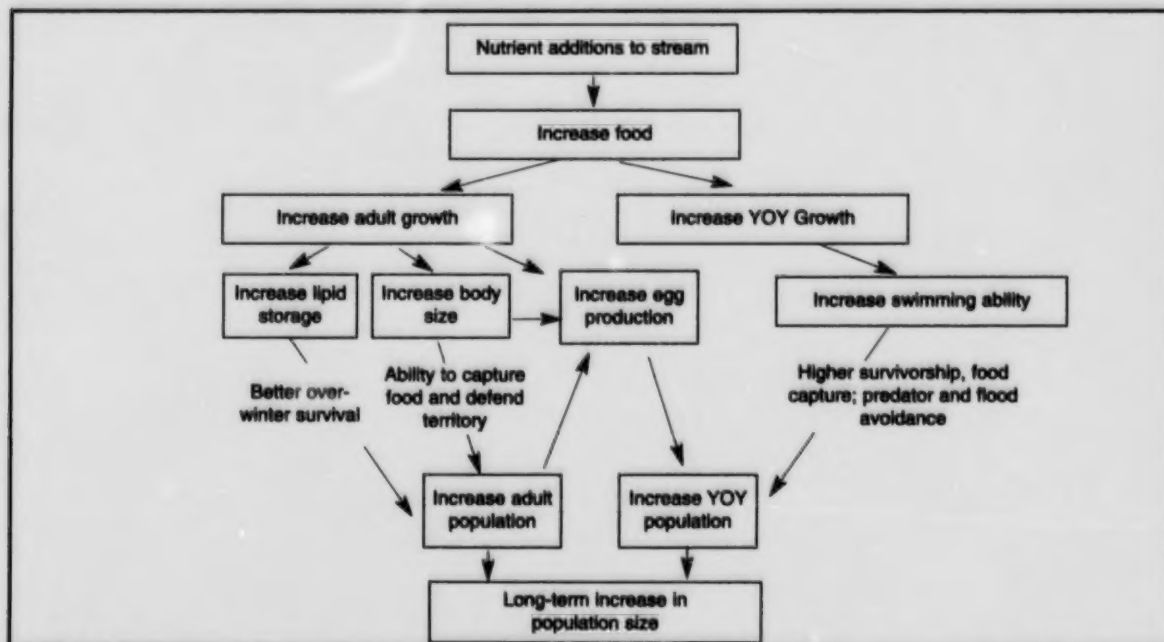 Nutrient additions to stream
Increase food
Increase adult growth
Increase YOY Growth
Increase lipid
storage
Increase body
size
Increase egg
production
Increase swimming ability
Better over-
winter survival
Ability to capture
food and defend
territory
Higher survivorship, food
capture; predator and flood
avoidance
Increase adult
population
Increase YOY
population
Long-term increase in
population size